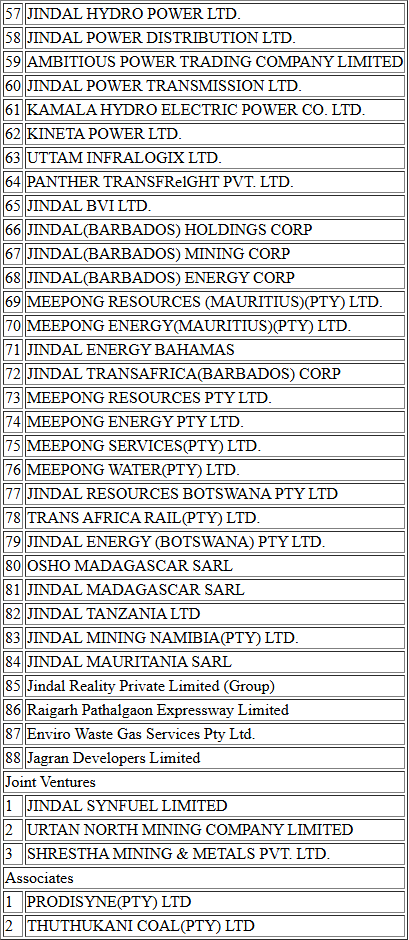 57 JINDAL HYDRO POWER LTD.
58 JINDAL POWER DISTRIBUTION LTD.
59 AMBITIOUS POWER TRADING COMPANY LIMITED
60 JINDAL POWER TRANSMISSION LTD.
61 KAMALA HYDRO ELECTRIC POWER CO. LTD.
62 KINETA POWER LTD.
63 UTTAM INFRALOGIX LTD.
64 PANTHER TRANSFRelGHT PVT. LTD.
65 JINDAL BVI LTD.
66 JINDAL(BARBADOS) HOLDINGS CORP
67 JINDAL(BARBADOS) MINING CORP
68 JINDAL(BARBADOS) ENERGY CORP
69 MEEPONG RESOURCES (MAURITIUS)(PTY) LTD.
70 MEEPONG ENERGY(MAURITIUS)(PTY) LTD.
71 JINDAL ENERGY BAHAMAS
72 JINDAL TRANSAFRICA(BARBADOS) CORP
73 MEEPONG RESOURCES PTY LTD.
74 MEEPONG ENERGY PTY LTD.
75 MEEPONG SERVICES(PTY) LTD.
76 MEEPONG WATER(PTY) LTD.
77 JINDAL RESOURCES BOTSWANA PTY LTD
78 TRANS AFRICA RAIL(PTY) LTD.
79 JINDAL ENERGY (BOTSWANA) PTY LTD.
80 OSHO MADAGASCAR SARL
81 JINDAL MADAGASCAR SARL
82 JINDAL TANZANIA LTD
83 JINDAL MINING NAMIBIA(PTY) LTD.
84 JINDAL MAURITANIA SARL
85 Jindal Reality Private Limited (Group)
86 Raigarh Pathalgaon Expressway Limited
87 Enviro Waste Gas Services Pty Ltd.
88 Jagran Developers Limited
Joint Ventures
1 JINDAL SYNFUEL LIMITED
2 URTAN NORTH MINING COMPANY LIMITED
3 SHRESTHA MINING & METALS PVT. LTD.
Associates
1 PRODISYNE(PTY) LTD
2 THUTHUKANI COAL(PTY) LTD